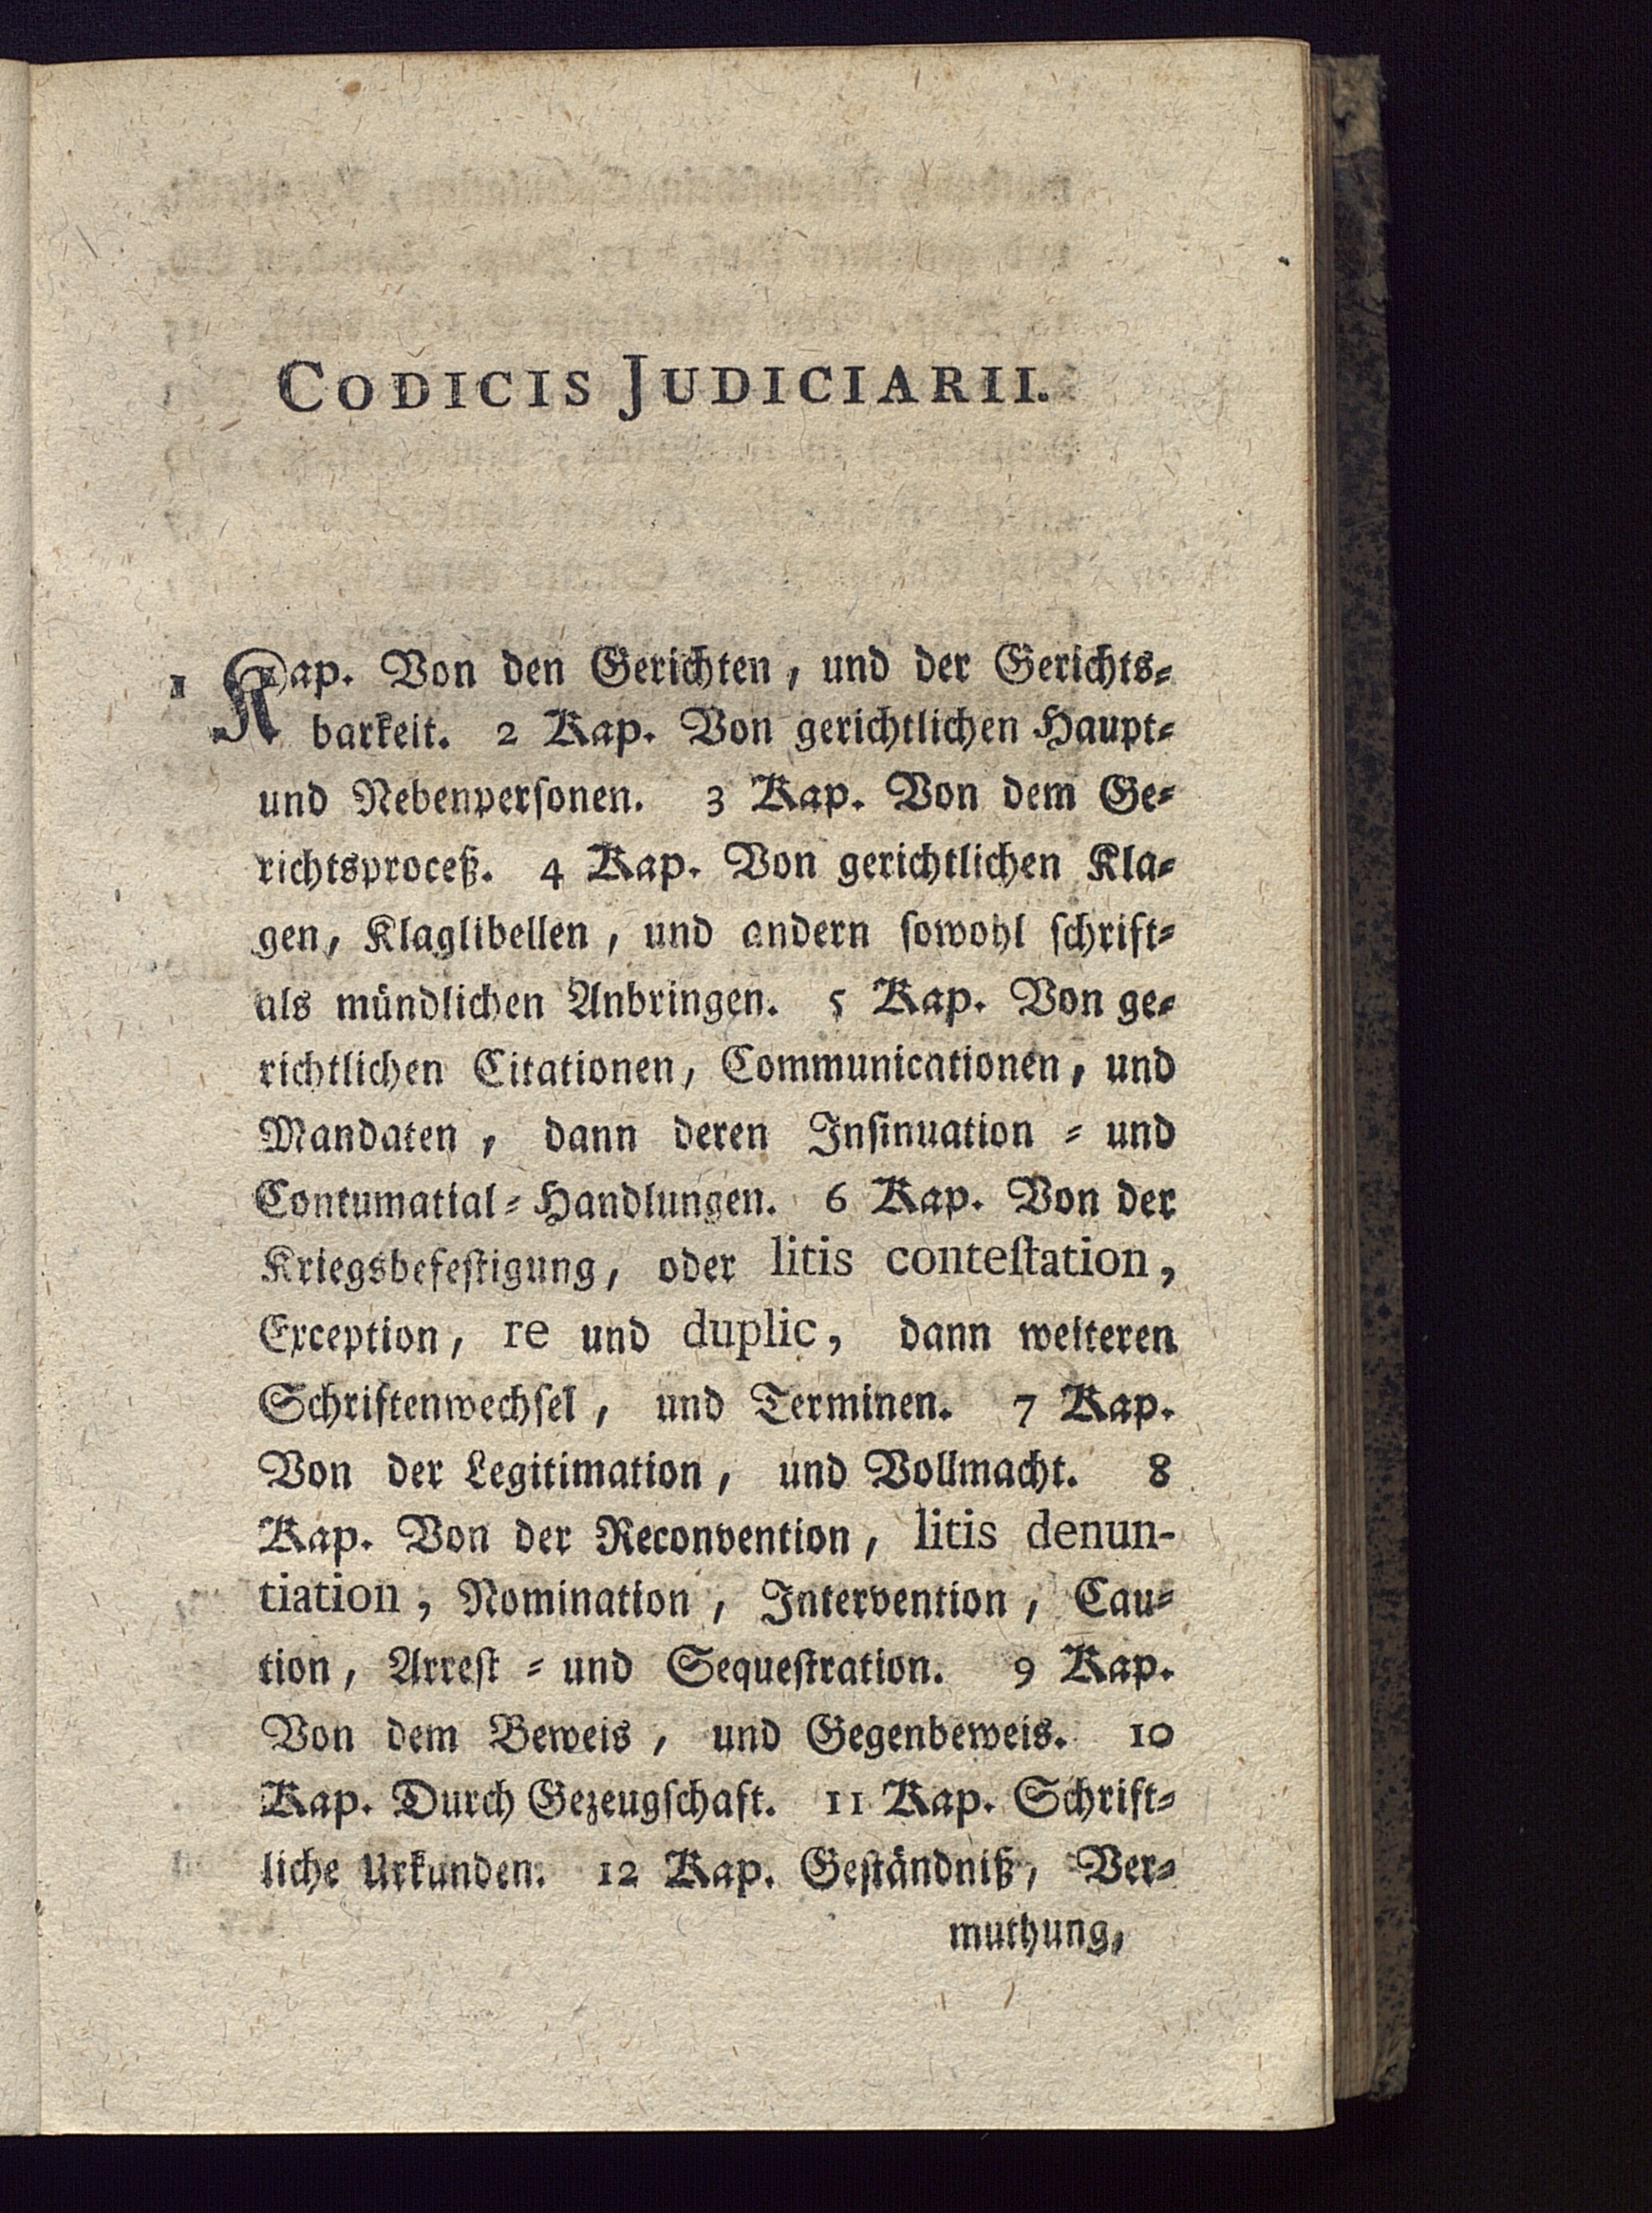 CODICIS JUDICIARII.
1 Kap. Von den Gerichten, und der Gerichts⸗
barkeit. 2 Kap. Von gerichtlichen Haupt⸗
und Nebenperſonen. 3 Kap. Von dem Ge⸗
richtsproceß. 4 Kap. Von gerichtlichen Kla⸗
gen, Klaglibellen, und andern ſowohl ſchrift⸗
als mündlichen Anbringen. 5 Kap. Von ge⸗
richtlichen Citationen, Communicationen, und
Mandaten, dann deren Inſinuation ⸗ und
Contumatial⸗Handlungen. 6 Kap. Von der
Kriegsbefeſtigung, oder litis conteſtation,
Exception, re und duplic, dann weiteren
Schriftenwechſel, und Terminen. 7 Kap.
Von der Legitimation, und Vollmacht. 8
Kap. Von der Reconvention, litis denun-
tiation, Nomination, Intervention, Cau⸗
tion, Arreſt ⸗ und Sequeſtration. 9 Kap.
Von dem Beweis, und Gegenbeweis. 10
Kap. Durch Gezeugſchaft. 11 Kap. Schrift⸗
liche Urkunden. 12 Kap. Geſtändniß, Ver⸗
muthung,